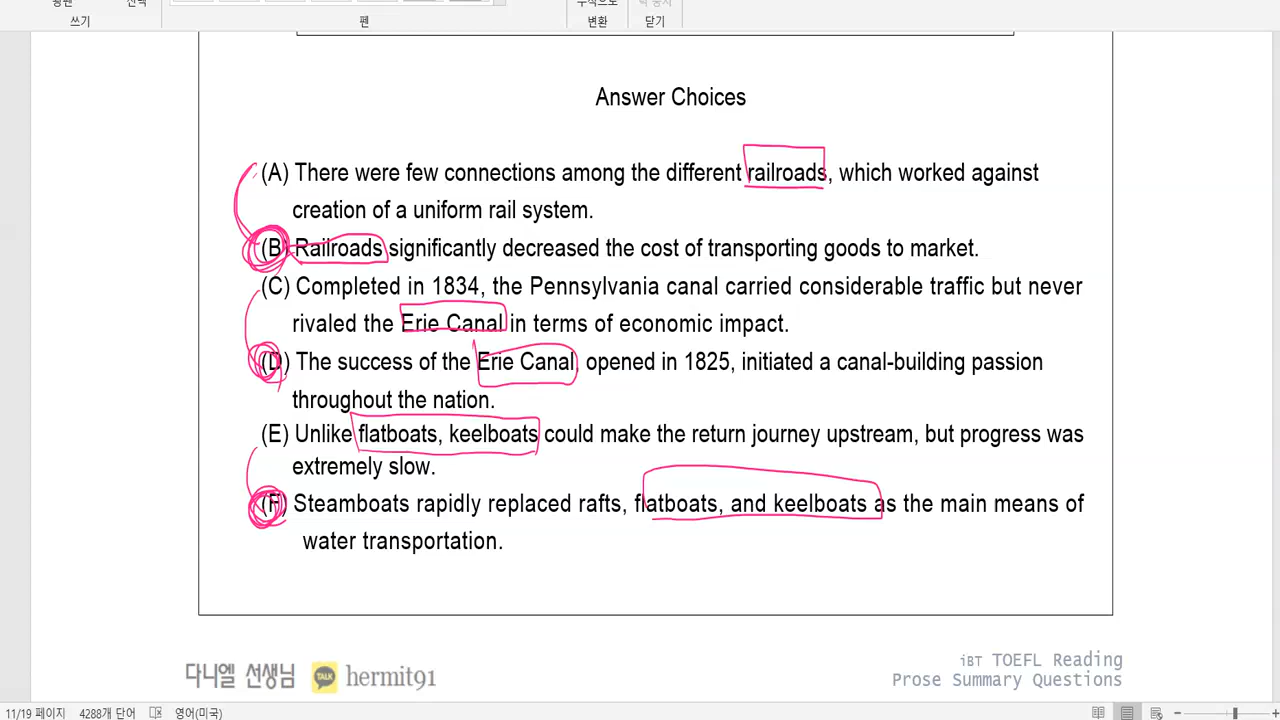 쓰기
펜
변환
닫기
Answer Choices
(A) There were few connections among the different railroads, which worked against
creation of a uniform rail system.
(B) Railroads significantly decreased the cost of transporting goods to market.
(C) Completed in 1834, the Pennsylvania canal carried considerable traffic but never
rivaled the Erie Canal in terms of economic impact.
(D) The success of the Erie Canal, opened in 1825, initiated a canal-building passion
throughout the nation.
(E) Unlike flatboats, keelboats could make the return journey upstream, but progress was
extremely slow.
(F) Steamboats rapidly replaced rafts, flatboats, and keelboats as the main means of
water transportation.
다니엘 선생님 TALK hermit91
iBT TOEFL Reading
Prose Summary Questions
11/19 페이지 4288개 단어 영어(미국)